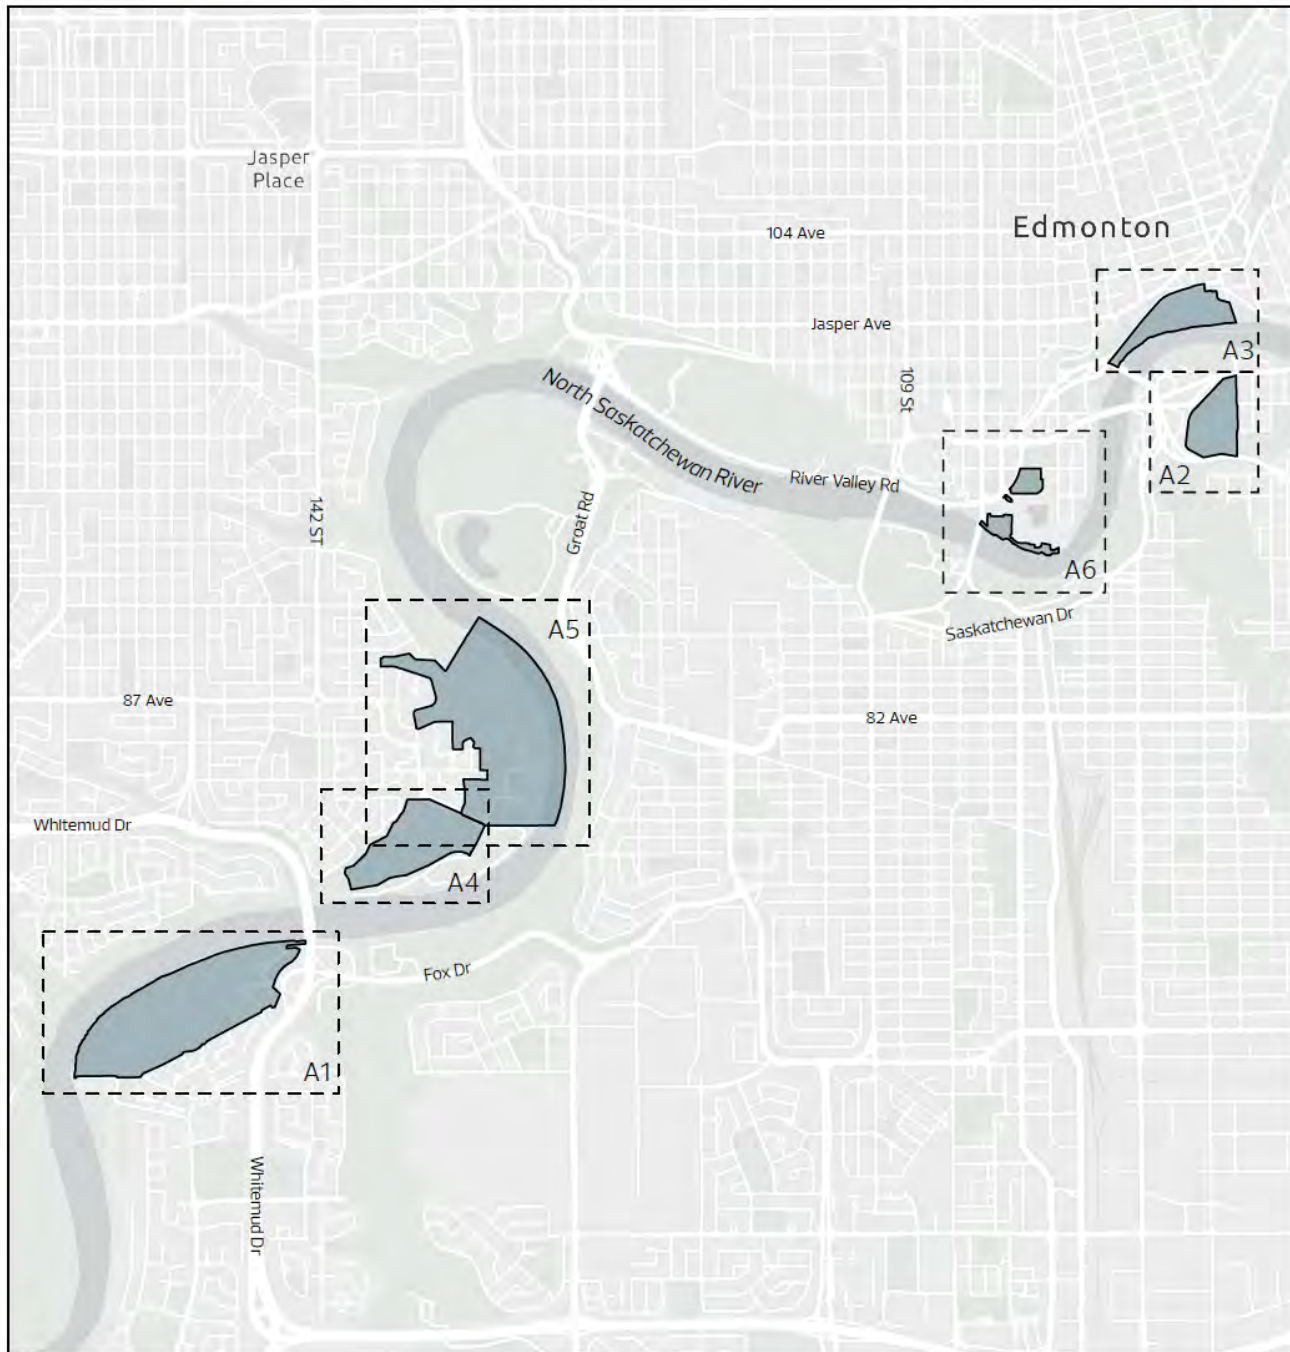 Jasper
Place
104 Ave
Edmonton
Jasper Ave
A3
109 St
North Saskatchewan River
A2
River Valley Rd
142 ST
Groat Rd
A6
A5
Saskatchewan Dr
87 Ave
82 Ave
Whitemud Dr
A4
Fox Dr
A1
Whitemud Dr